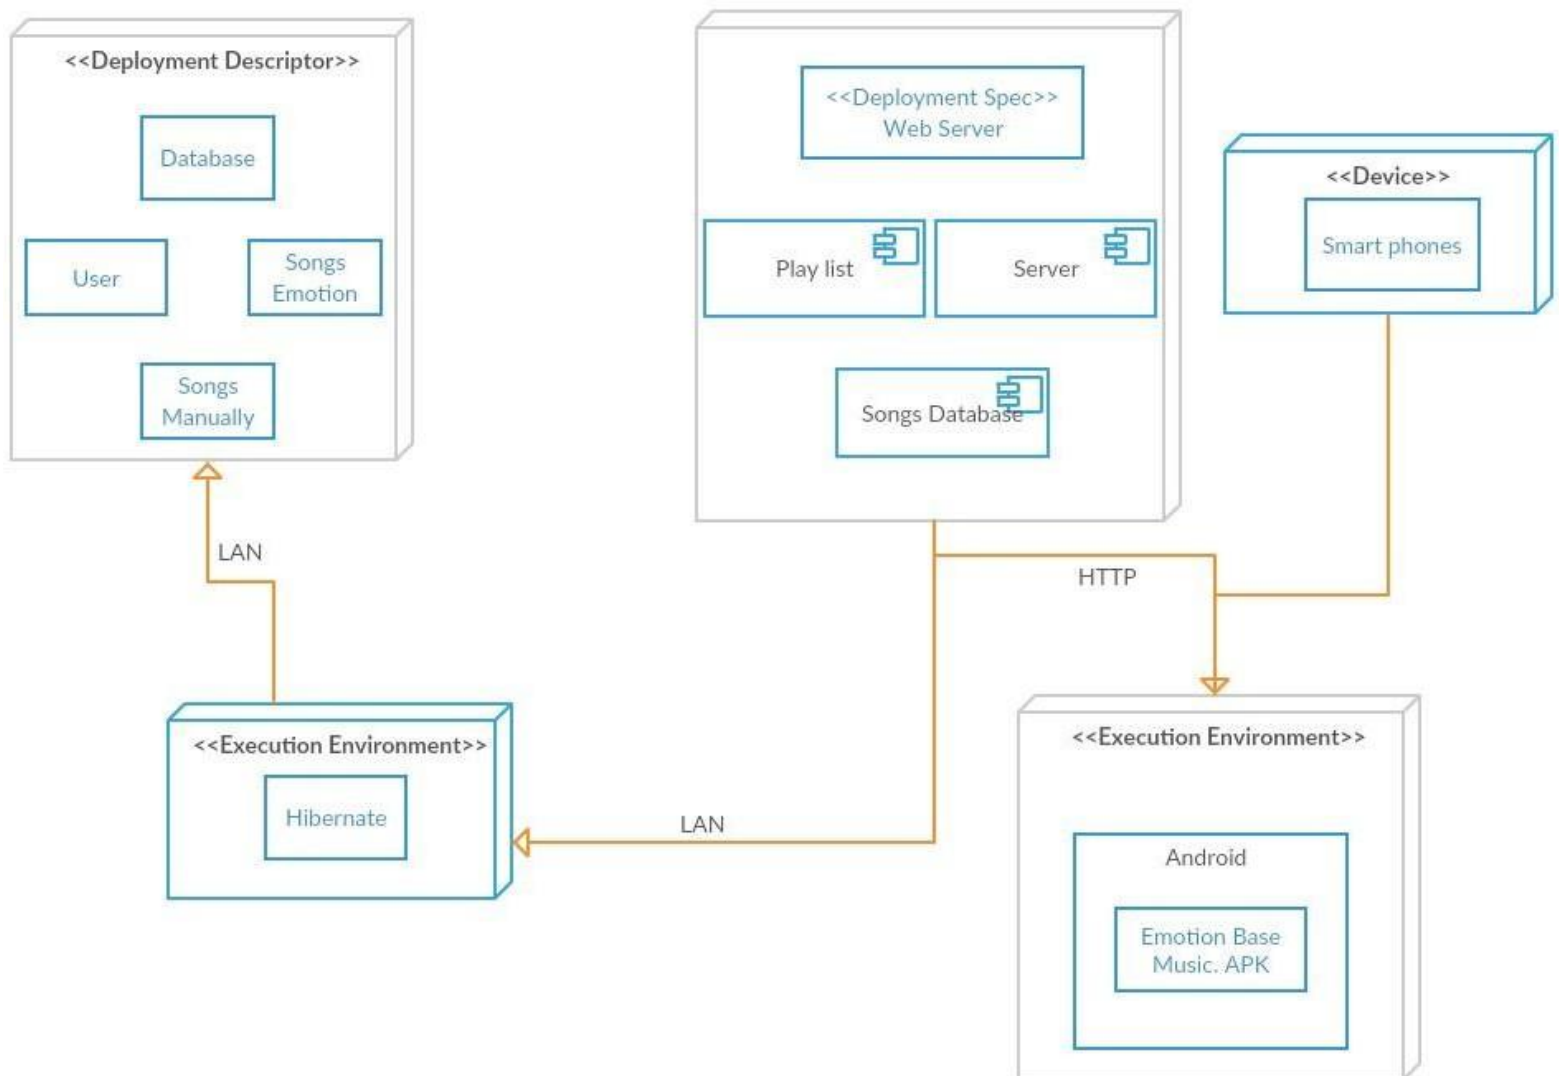 <<Deployment Descriptor>>
Database
User
Songs
Emotion
Songs
Manually
<<Deployment Spec>>
Web Server
Play list
Server
Songs Database
<<Device>>
Smart phones
LAN
HTTP
<<Execution Environment>>
Hibernate
LAN
<<Execution Environment>>
Android
Emotion Base
Music. APK